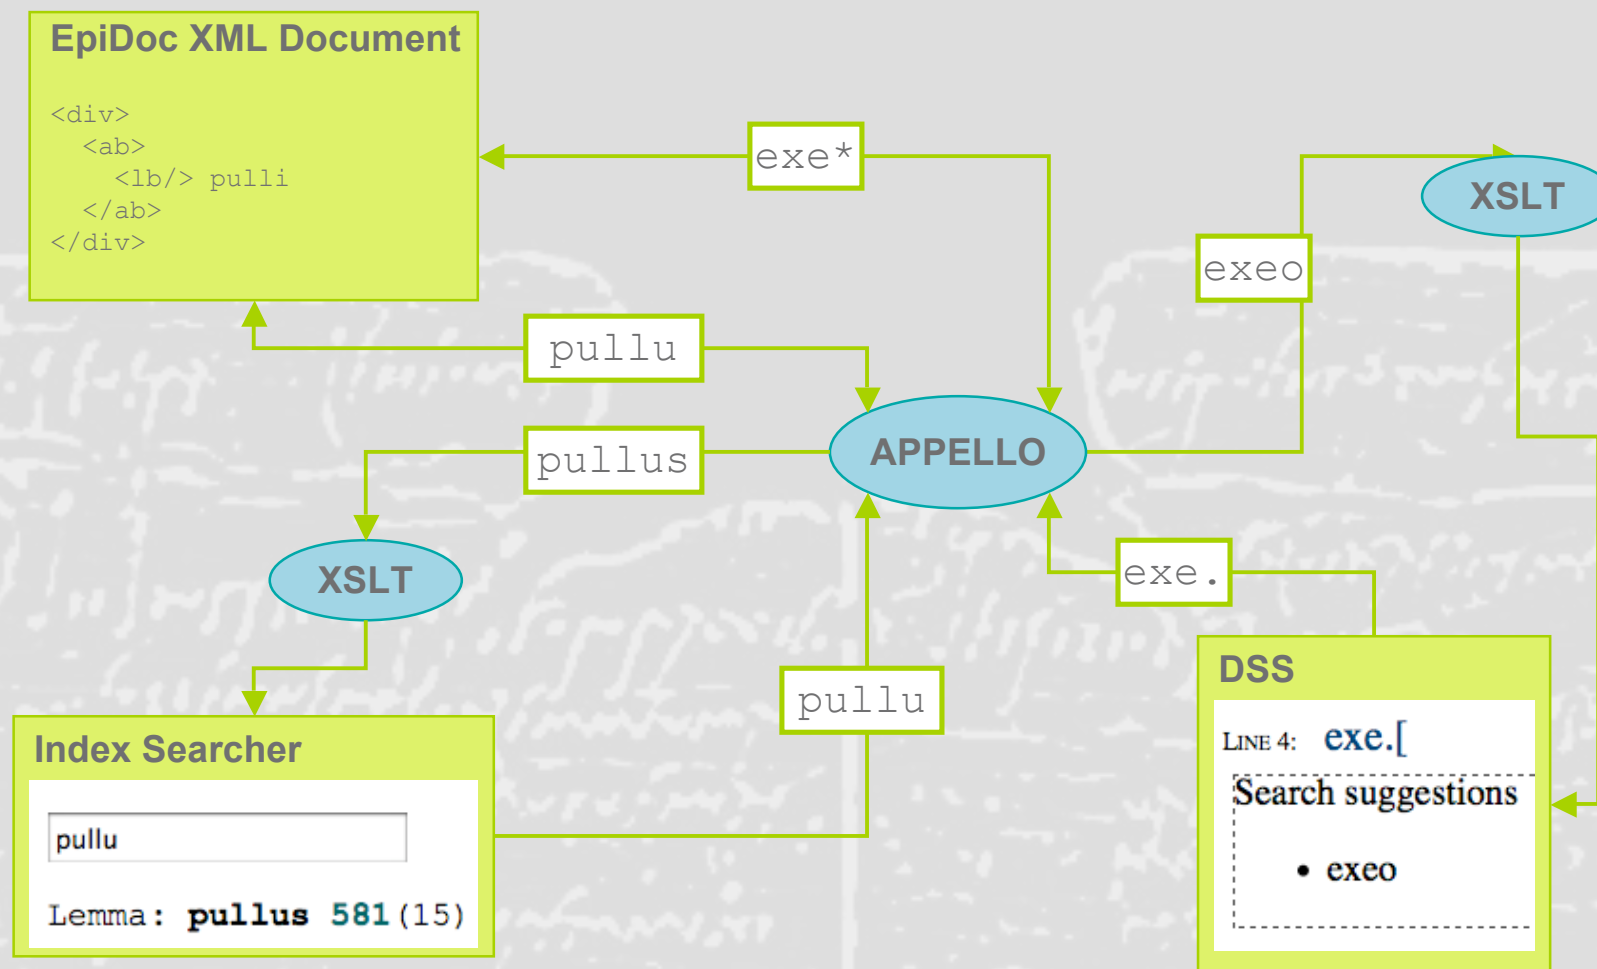 EpiDoc XML Document
<div>
<ab>
<lb/> pulli
</ab>
</div>
exe*
XSLT
exeo
pullu
pullus
APPELLO
XSLT
exe.
pullu
DSS
LINE 4: exe.[
Search suggestions
• exeo
Index Searcher
pullu
Lemma: pullus 581(15)